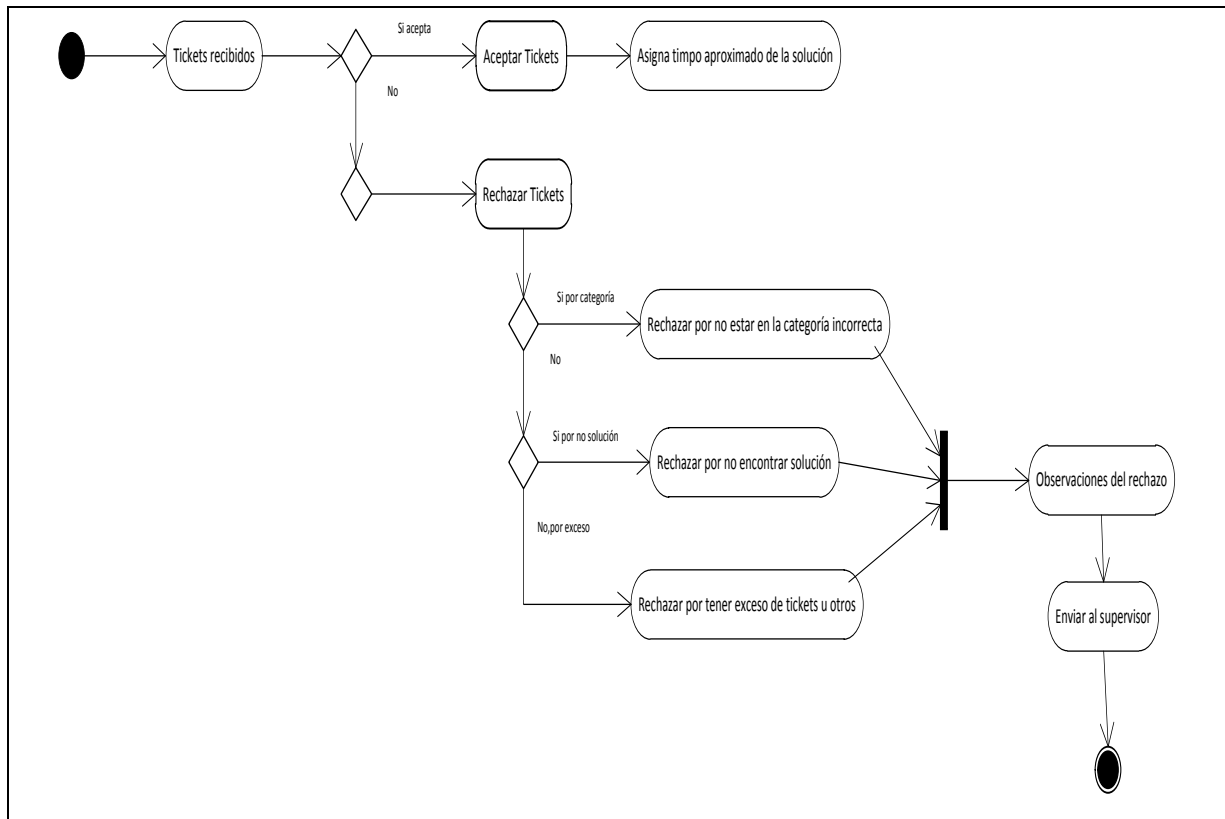 Si acepta
Tickets recibidos
Aceptar Tickets
Asigna timpo aproximado de la solución
No
Rechazar Tickets
Si por categoría
Rechazar por no estar en la categoría incorrecta
No
Si por no solución
Rechazar por no encontrar solución
Observaciones del rechazo
No,por exceso
Rechazar por tener exceso de tickets u otros
Enviar al supervisor